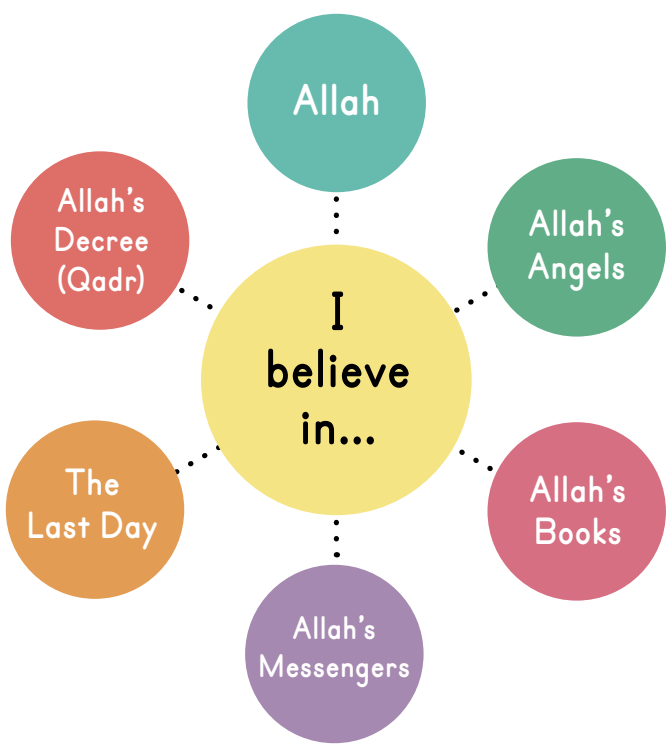 I
believe
in...
Allah
Allah's
Angels
Allah's
Books
Allah's
Messengers
The
Last Day
Allah's
Decree
(Qadr)